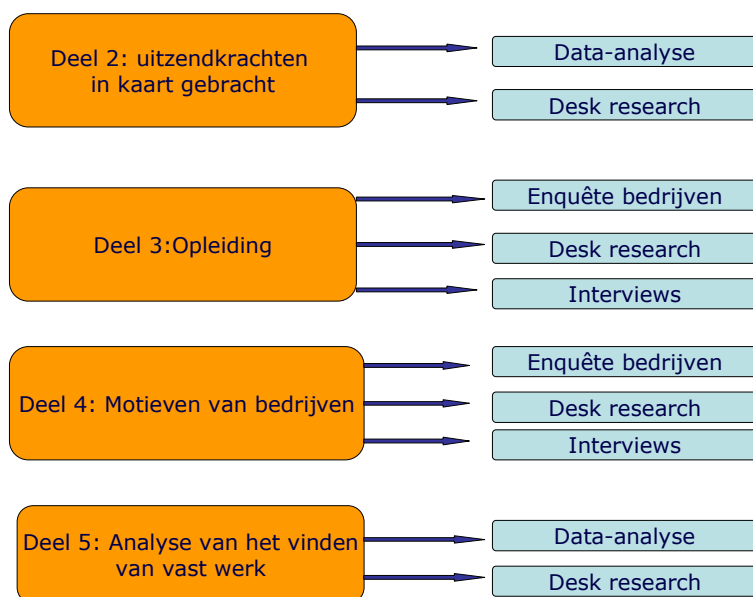 Deel 2: uitzendkrachten
in kaart gebracht
Data-analyse
Desk research
Deel 3:Opleiding
Enquête bedrijven
Desk research
Interviews
Deel 4: Motieven van bedrijven
Enquête bedrijven
Desk research
Interviews
Deel 5: Analyse van het vinden
van vast werk
Data-analyse
Desk research